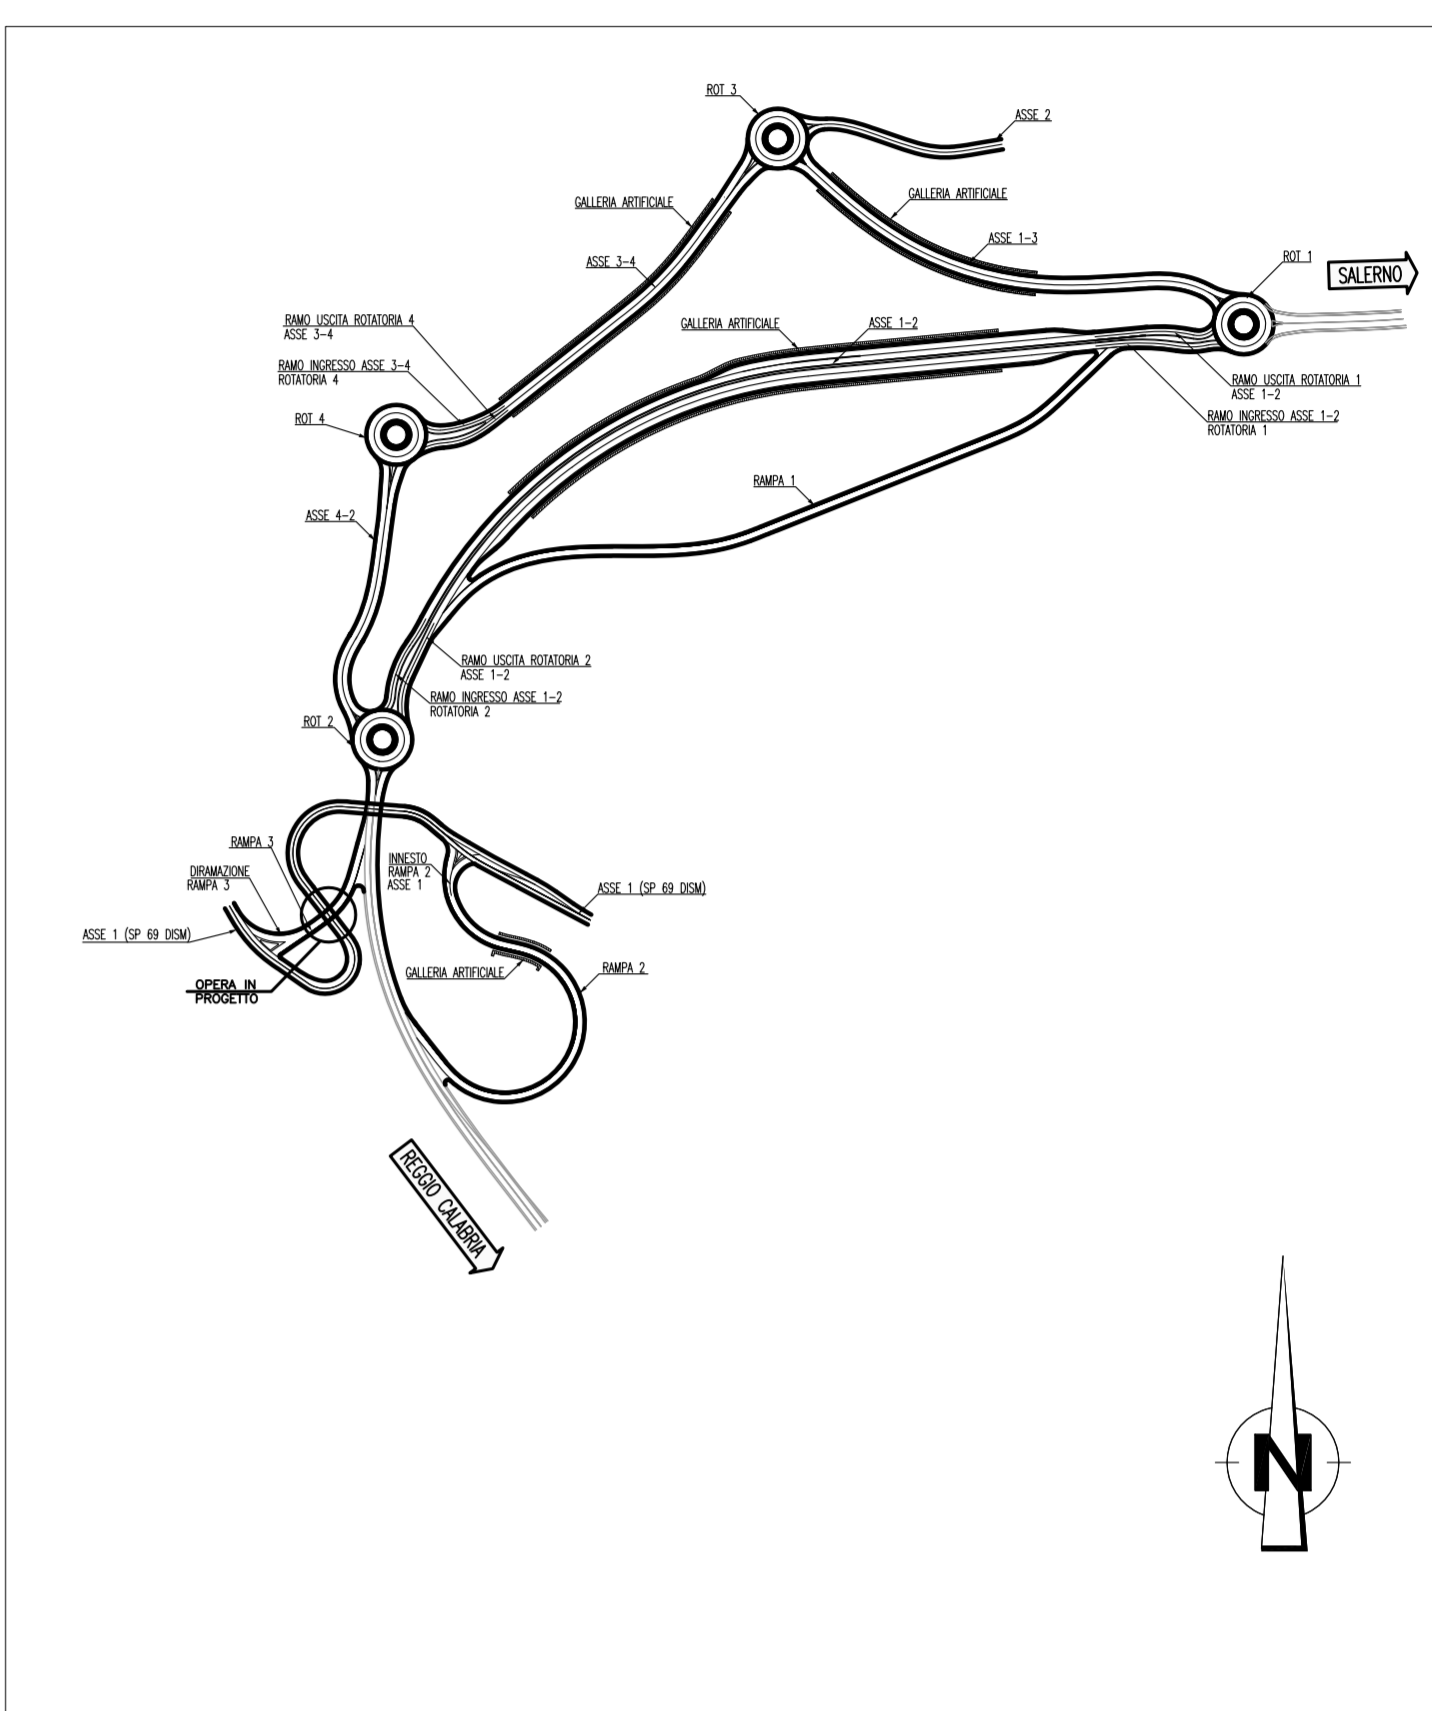 ROT 3
ASSE 2
GALLERIA ARTIFICIALE
GALLERIA ARTIFICIALE
ASSE 1-3
ASSE 3-4
ROT 1
SALERNO
RAMO USCITA ROTATORIA 4
ASSE 3-4
GALLERIA ARTIFICIALE
ASSE 1-2
RAMO INGRESSO ASSE 3-4
ROTATORIA 4
RAMO USCITA ROTATORIA 1
ASSE 1-2
ROT 4
RAMO INGRESSO ASSE 1-2
ROTATORIA 1
RAMPA 1
ASSE 4-2
RAMO USCITA ROTATORIA 2
ASSE 1-2
RAMO INGRESSO ASSE 1-2
ROTATORIA 2
ROT 2
RAMPA 3
INNESTO
RAMPA 2
ASSE 1
DIRAMAZIONE
RAMPA 3
ASSE 1 (SP 69 DISM)
ASSE 1 (SP 69 DISM)
GALLERIA ARTIFICIALE
RAMPA 2
OPERA IN
PROGETTO
REGGIO CALABRIA
N